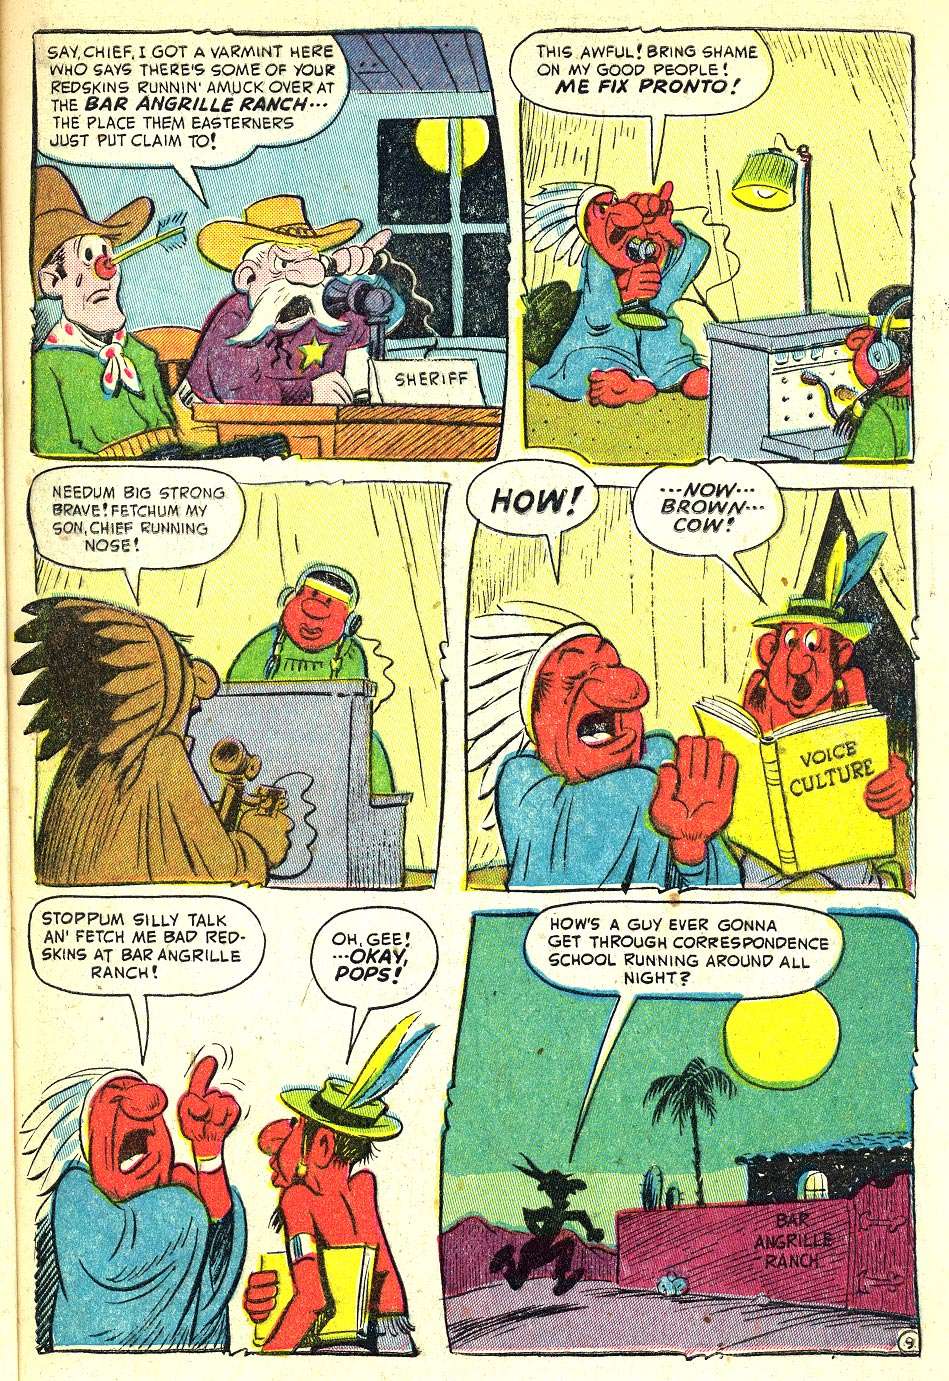 SAY, CHIEF, I GOT A VARMINT HERE
WHO SAYS THERE'S SOME OF YOUR
REDSKINS RUNNIN' AMUCK OVER AT
THE BAR ANGRILLE RANCH...
THE PLACE THEM EASTERNERS
JUST PUT CLAIM TO!
SHERIFF
THIS AWFUL! BRING SHAME
ON MY GOOD PEOPLE!
ME FIX PRONTO!
NEEDUM BIG STRONG
BRAVE! FETCHUM MY
SON, CHIEF RUNNING
NOSE!
HOW!
...NOW...
BROWN...
COW!
VOICE
CULTURE
STOPPUM SILLY TALK
AN' FETCH ME BAD RED-
SKINS AT BAR ANGRILLE
RANCH!
OH, GEE!
...OKAY,
POPS!
HOW'S A GUY EVER GONNA
GET THROUGH CORRESPONDENCE
SCHOOL RUNNING AROUND ALL
NIGHT?
BAR
ANGRILLE
RANCH
9